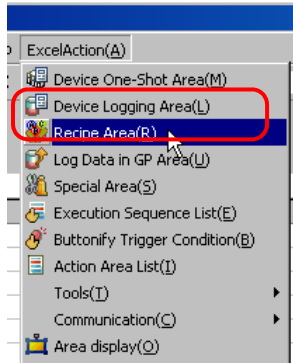 ExcelAction(A)
Device One-Shot Area(M)
Device Logging Area(L)
Recipe Area(R)
Log Data in GP Area(U)
Special Area(S)
Execution Sequence List(E)
Buttonify Trigger Condition(B)
Action Area List(I)
Tools(T)
Communication(C)
Area display(O)